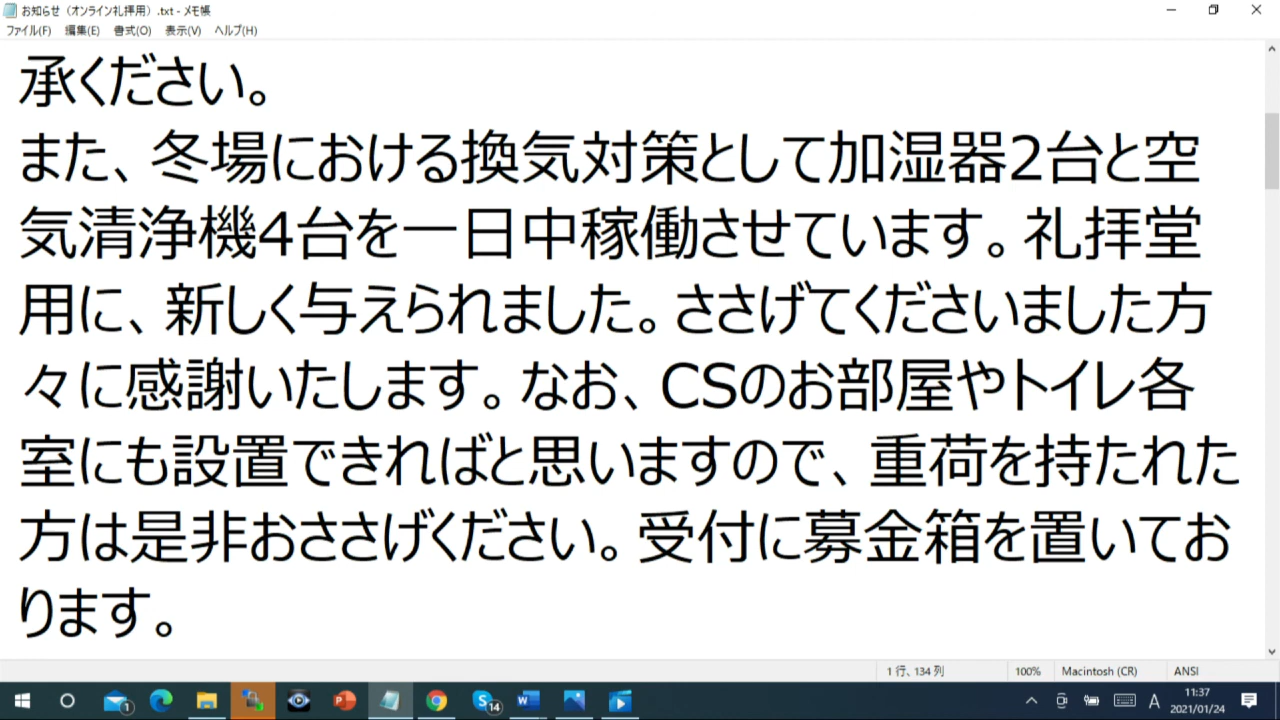 お知らせ（オンライン礼拝用）.txt - メモ帳
ファイル(F) 編集(E) 書式(O) 表示(V) ヘルプ(H)
承ください。
また、冬場における換気対策として加湿器2台と空
気清浄機4台を一日中稼働させています。礼拝堂
用に、新しく与えられました。ささげてくださいました方
々に感謝いたします。なお、CSのお部屋やトイレ各
室にも設置できればと思いますので、重荷を持たれた
方は是非おささげください。受付に募金箱を置いてお
ります。
1 行、134 列 100% Macintosh (CR) ANSI
1 14 A 11:37
2021/01/24